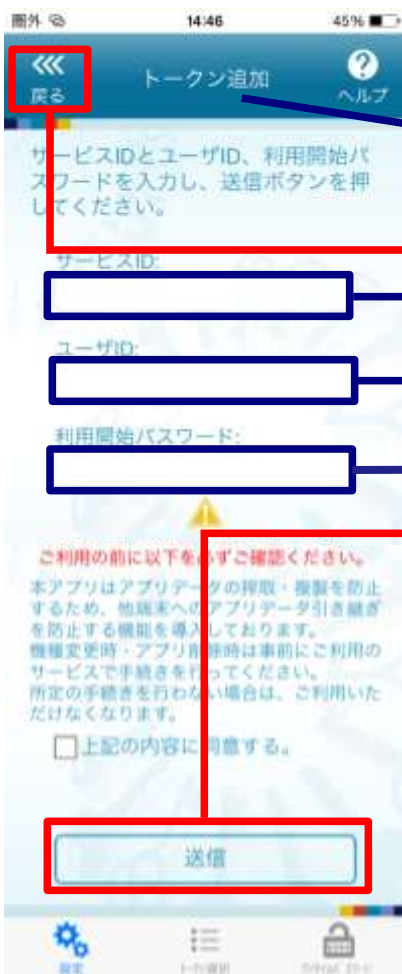 圏外 14:46 45%
戻る トークン追加 ヘルプ
サービスIDとユーザID、利用開始パ
スワードを入力し、送信ボタンを押
してください。
サービスID:
ユーザID:
利用開始パスワード:
ご利用の前に以下を必ずご確認ください。
本アプリはアプリデータの搾取・複製を防止
するため、他端末へのアプリデータ引き継ぎ
を防止する機能を導入しております。
機種変更時・アプリ削除時は事前にご利用の
サービスで手続きを行ってください。
所定の手続きを行わない場合は、ご利用いた
だけなくなります。
上記の内容に同意する。
送信
設定 トークン選択